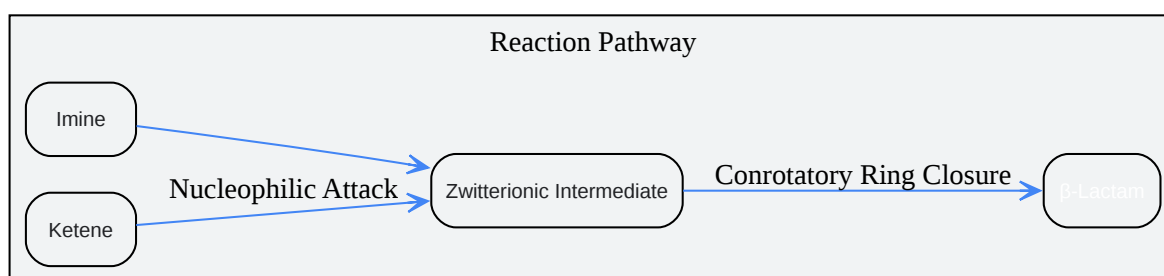 Reaction Pathway
Imine
Nucleophilic Attack
Ketene
Zwitterionic Intermediate
Conrotatory Ring Closure
β-Lactam